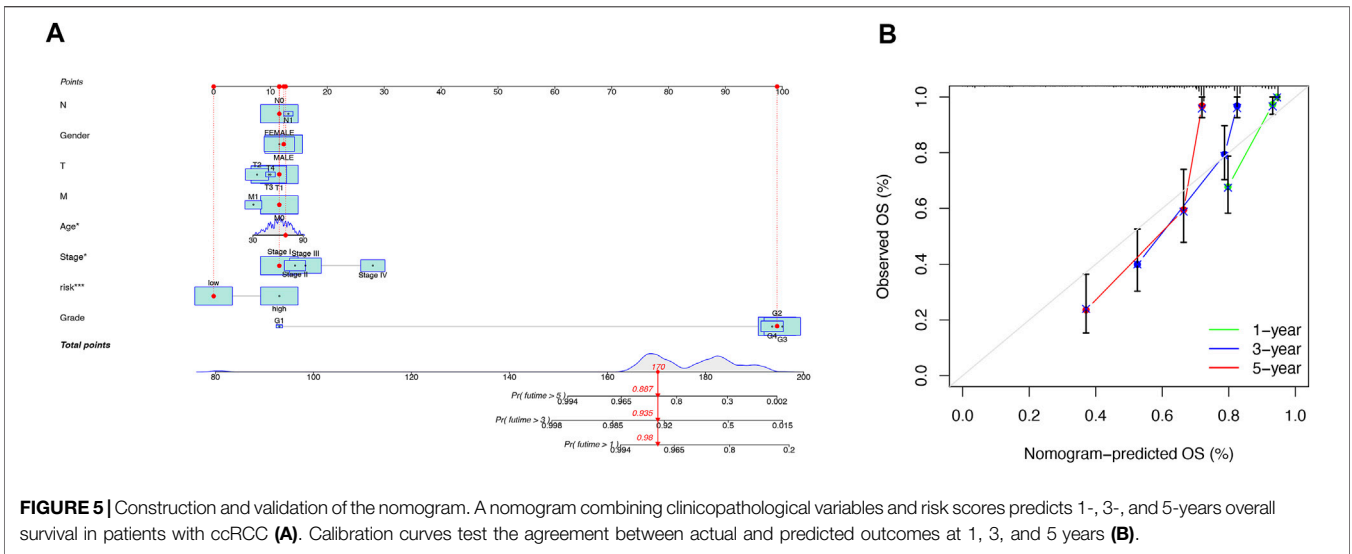 A
B
Points
0 10 20 30 40 50 60 70 80 90 100
N
N0
N1
Gender
FEMALE
MALE
T
T2
4
T3 T1
M
M1
M0
Age*
30 90
Stage*
Stage I Stage III
Stage II Stage IV
risk***
low
high
Grade
G1
G2
G4
G3
Total points
170
80 100 120 140 160 180 200
0.887
Pr( futime > 5)
0.994 0.965 0.8 0.3 0.002
0.935
Pr( futime > 3)
0.998 0.985 0.92 0.5 0.015
0.98
Pr( futime > 1)
0.994 0.965 0.8 0.2
Observed OS (%)
1.0
0.8
0.6
0.4
0.2
0.0
1-year
3-year
5-year
0.0 0.2 0.4 0.6 0.8 1.0
Nomogram-predicted OS (%)
FIGURE 5 | Construction and validation of the nomogram. A nomogram combining clinicopathological variables and risk scores predicts 1-, 3-, and 5-years overall
survival in patients with ccRCC (A). Calibration curves test the agreement between actual and predicted outcomes at 1, 3, and 5 years (B).